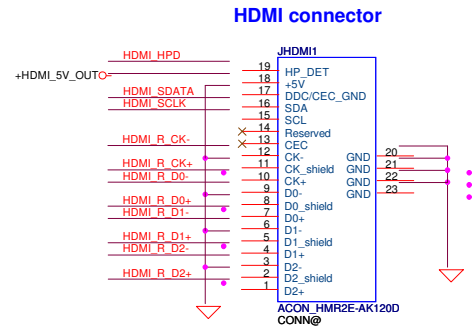 HDMI connector
JHDMI1
HDMI_HPD
19 HP_DET
+HDMI_5V_OUT
18 +5V
17 DDC/CEC_GND
HDMI_SDATA 16 SDA
HDMI_SCLK 15 SCL
14 Reserved
13 CEC
HDMI_R_CK- 12 CK-
11 CK_shield
HDMI_R_CK+ 10 CK+
HDMI_R_D0- 9 D0-
8 D0_shield
HDMI_R_D0+ 7 D0+
HDMI_R_D1- 6 D1-
5 D1_shield
HDMI_R_D1+ 4 D1+
HDMI_R_D2- 3 D2-
2 D2_shield
HDMI_R_D2+ 1 D2+
GND 20
GND 21
GND 22
GND 23
ACON_HMR2E-AK120D
CONN@